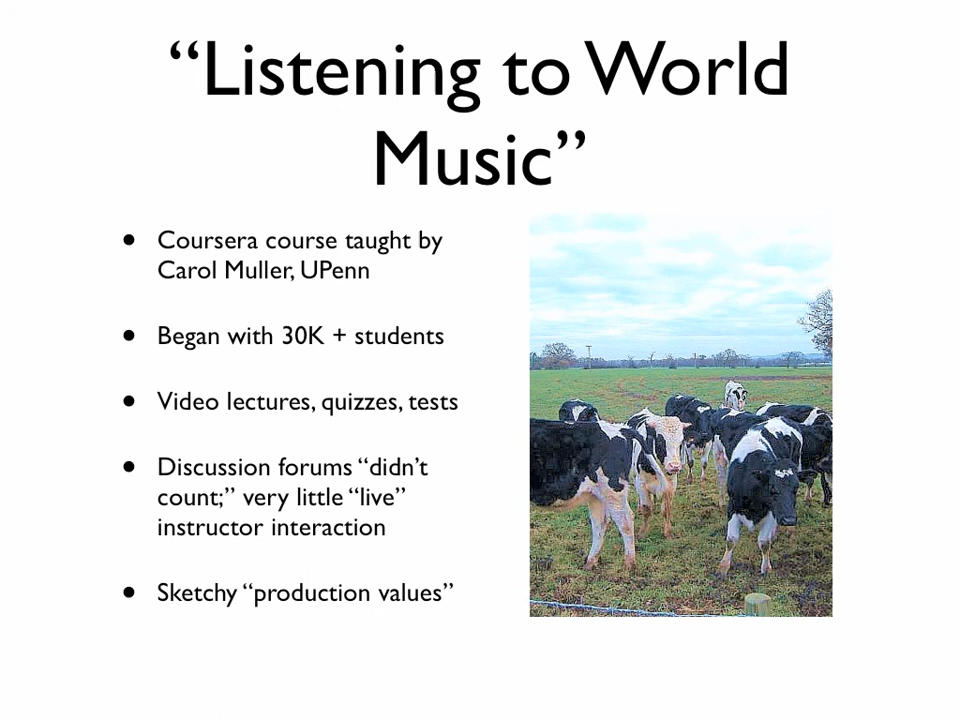 “Listening to World
Music”
• Coursera course taught by
Carol Muller, UPenn
• Began with 30K + students
• Video lectures, quizzes, tests
• Discussion forums “didn’t
count;” very little “live”
instructor interaction
• Sketchy “production values”